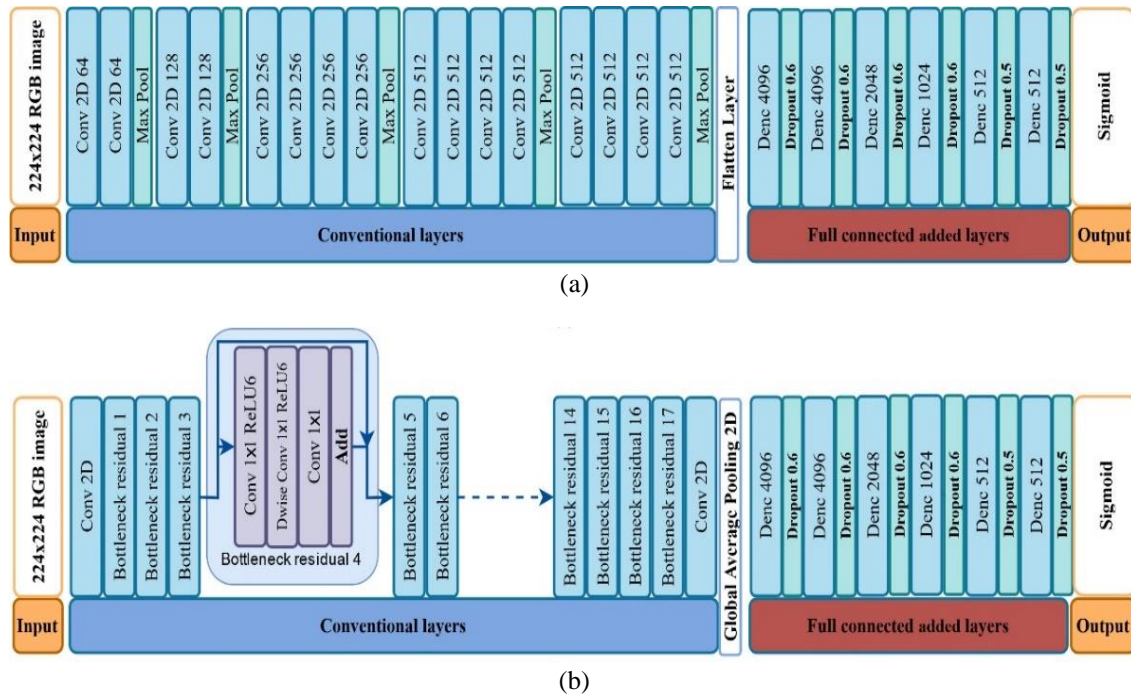 224x224 RGB image
Conv 2D 64
Conv 2D 64
Max Pool
Conv 2D 128
Conv 2D 128
Max Pool
Conv 2D 256
Conv 2D 256
Conv 2D 256
Conv 2D 256
Max Pool
Conv 2D 512
Conv 2D 512
Conv 2D 512
Conv 2D 512
Max Pool
Conv 2D 512
Conv 2D 512
Conv 2D 512
Conv 2D 512
Max Pool
Flatten Layer
Denc 4096
Dropout 0.6
Denc 4096
Dropout 0.6
Denc 2048
Dropout 0.6
Denc 1024
Dropout 0.6
Denc 512
Dropout 0.5
Denc 512
Dropout 0.5
Sigmoid
Input
Conventional layers
Full connected added layers
Output
(a)
224x224 RGB image
Conv 2D
Bottleneck residual 1
Bottleneck residual 2
Bottleneck residual 3
Conv 1x1 ReLU6
Dwise Conv 1x1 ReLU6
Conv 1x1
Add
Bottleneck residual 4
Bottleneck residual 5
Bottleneck residual 6
Bottleneck residual 14
Bottleneck residual 15
Bottleneck residual 16
Bottleneck residual 17
Conv 2D
Global Average Pooling 2D
Denc 4096
Dropout 0.6
Denc 4096
Dropout 0.6
Denc 2048
Dropout 0.6
Denc 1024
Dropout 0.6
Denc 512
Dropout 0.5
Denc 512
Dropout 0.5
Sigmoid
Input
Conventional layers
Full connected added layers
Output
(b)